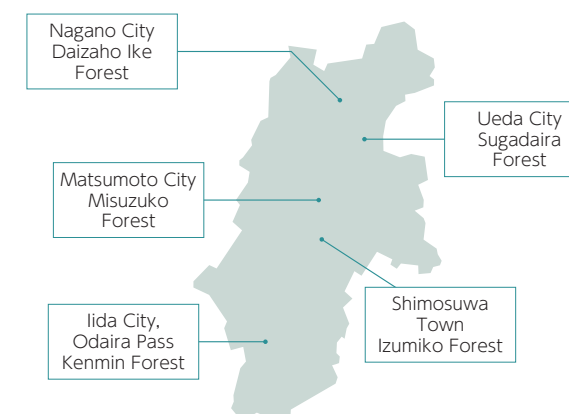 Nagano City
Daizaho Ike
Forest
Ueda City
Sugadaira
Forest
Matsumoto City
Misuzuko
Forest
Shimosuwa
Town
Izumiko Forest
Iida City,
Odaira Pass
Kenmin Forest